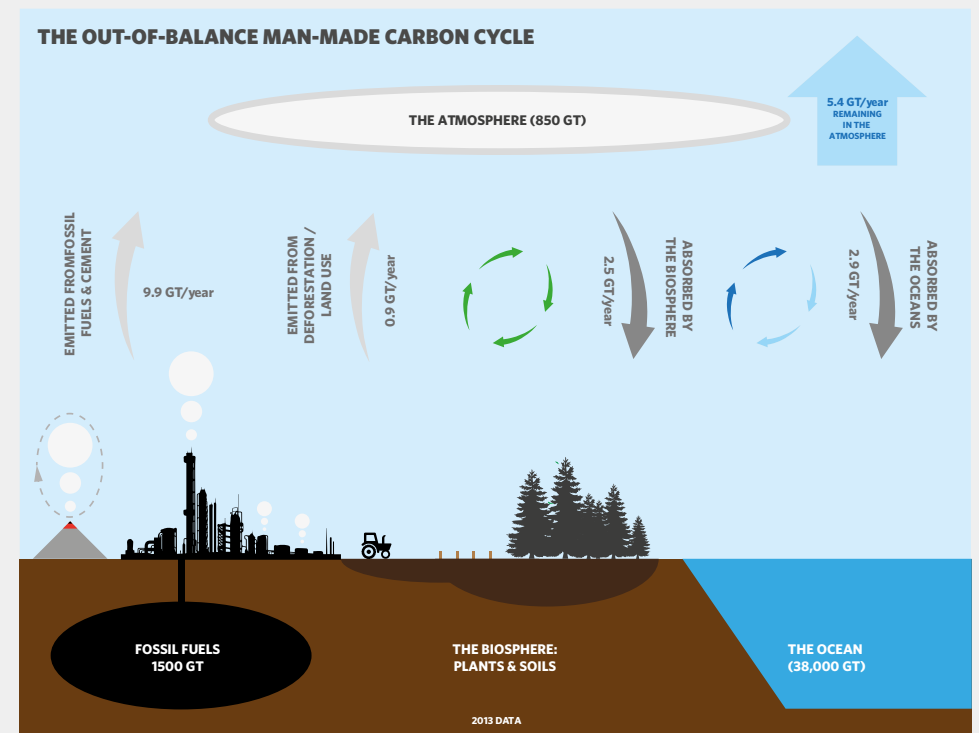 THE OUT-OF-BALANCE MAN-MADE CARBON CYCLE
THE ATMOSPHERE (850 GT)
5.4 GT/year
REMAINING
IN THE
ATMOSPHERE
EMITTED FROMFOSSIL
FUELS & CEMENT
9.9 GT/year
EMITTED FROM
DEFORESTATION /
LAND USE
0.9 GT/year
2.5 GT/year
ABSORBED BY
THE BIOSPHERE
2.9 GT/year
ABSORBED BY
THE OCEANS
FOSSIL FUELS
1500 GT
THE BIOSPHERE:
PLANTS & SOILS
THE OCEAN
(38,000 GT)
2013 DATA